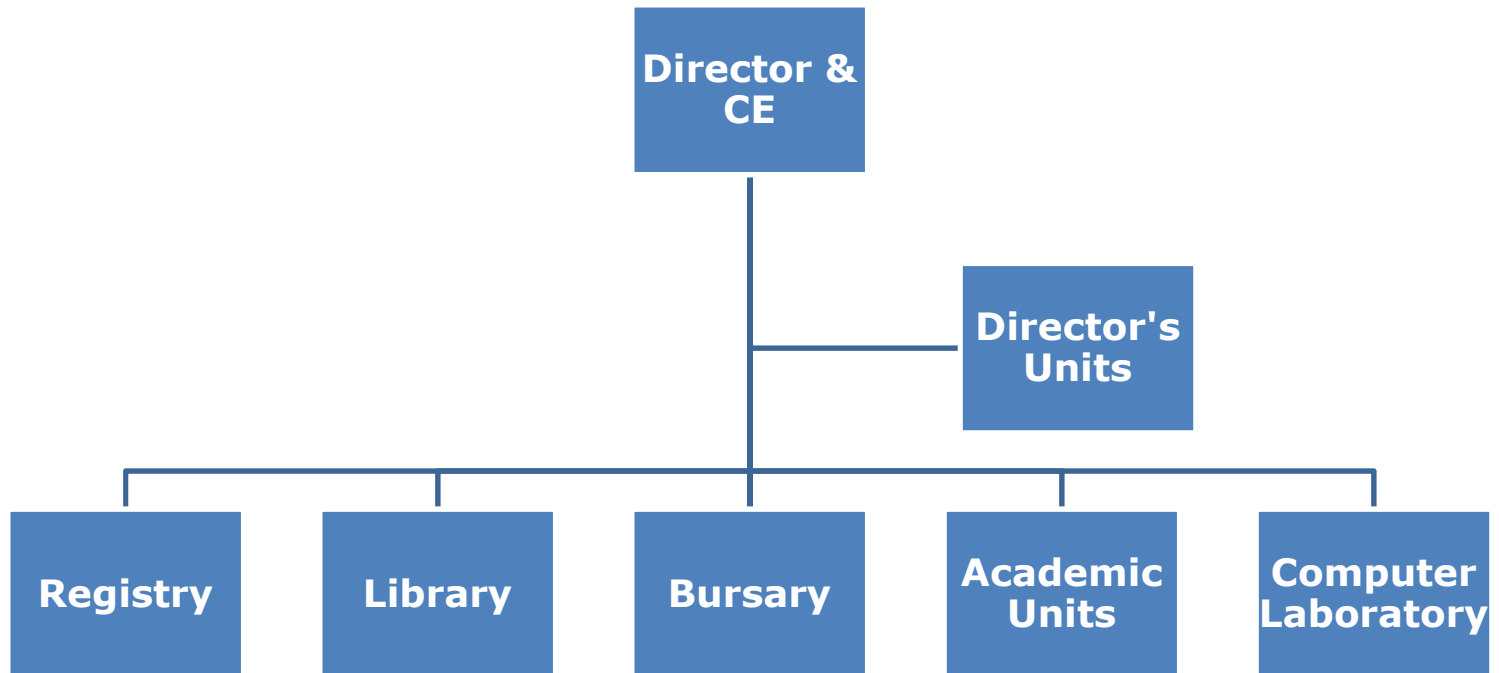 Director &
CE
Director's
Units
Registry
Library
Bursary
Academic
Units
Computer
Laboratory